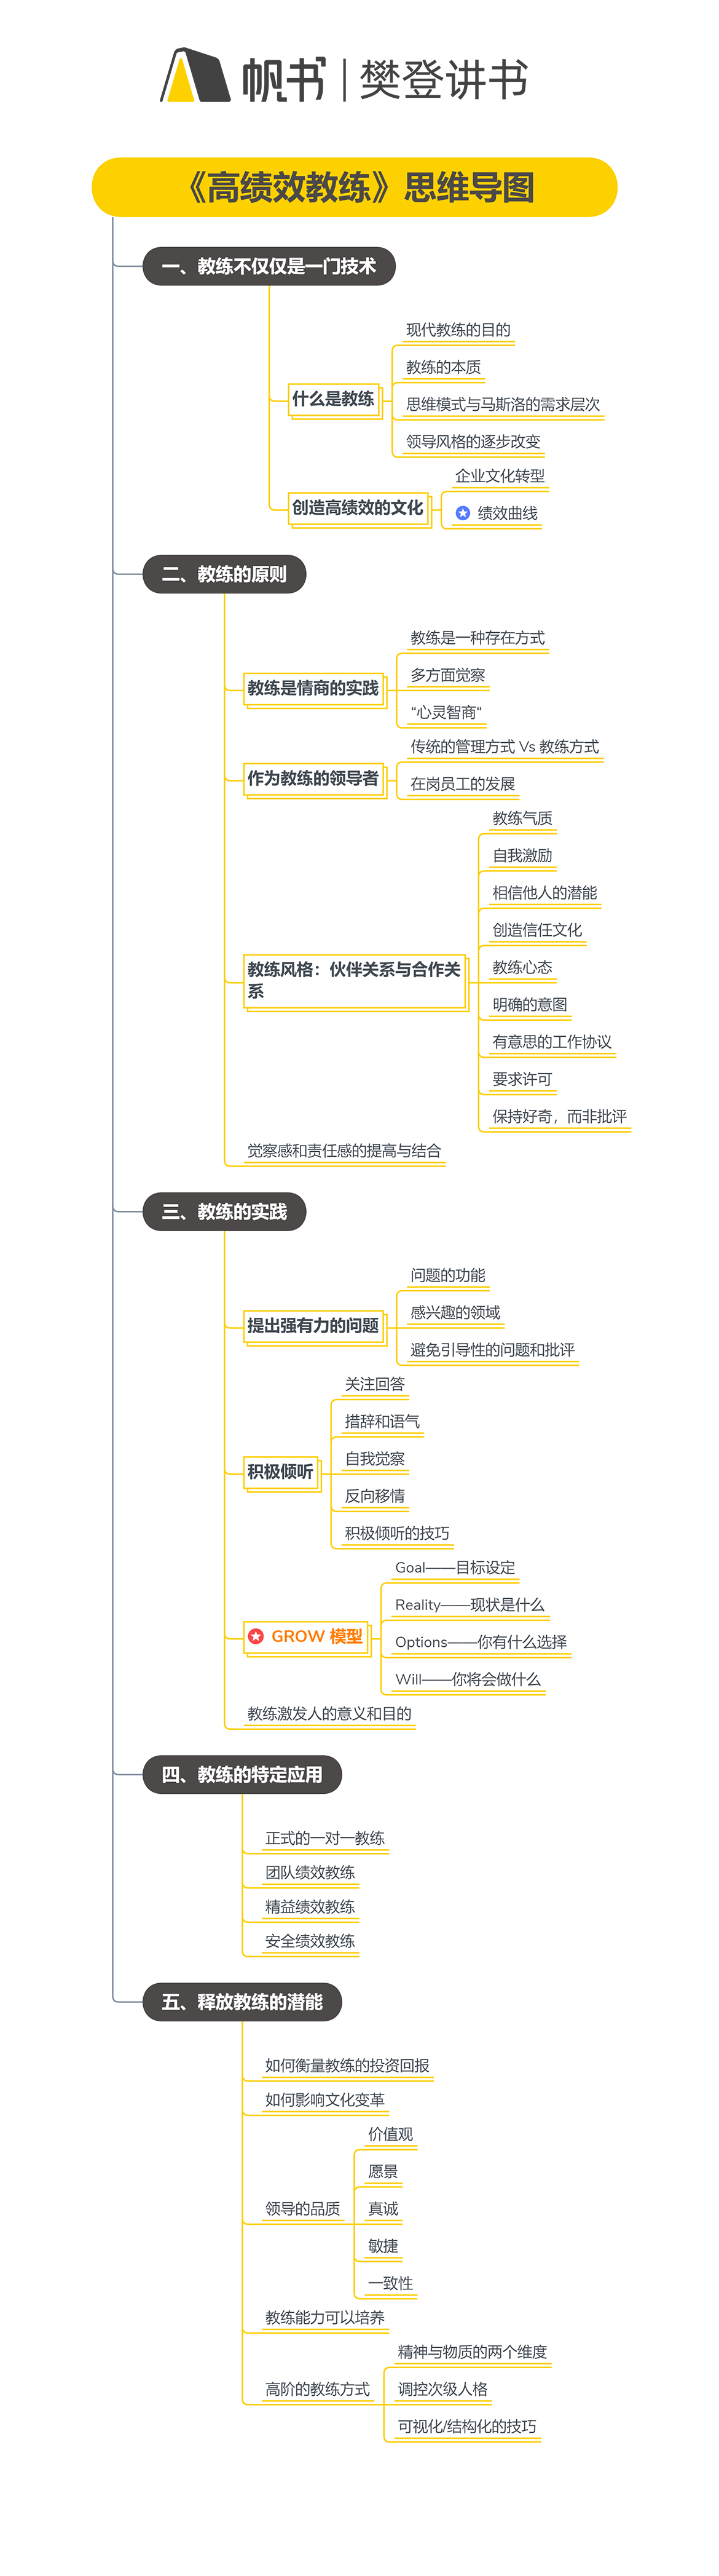 帆书|樊登讲书
《高绩效教练》思维导图
一、教练不仅仅是一门技术
什么是教练
现代教练的目的
教练的本质
思维模式与马斯洛的需求层次
领导风格的逐步改变
创造高绩效的文化
企业文化转型
绩效曲线
二、教练的原则
教练是情商的实践
教练是一种存在方式
多方面觉察
“心灵智商“
作为教练的领导者
传统的管理方式 Vs 教练方式
在岗员工的发展
教练风格：伙伴关系与合作关
系
教练气质
自我激励
相信他人的潜能
创造信任文化
教练心态
明确的意图
有意思的工作协议
要求许可
保持好奇，而非批评
觉察感和责任感的提高与结合
三、教练的实践
提出强有力的问题
问题的功能
感兴趣的领域
避免引导性的问题和批评
积极倾听
关注回答
措辞和语气
自我觉察
反向移情
积极倾听的技巧
GROW 模型
Goal——目标设定
Reality——现状是什么
Options——你有什么选择
Will——你将会做什么
教练激发人的意义和目的
四、教练的特定应用
正式的一对一教练
团队绩效教练
精益绩效教练
安全绩效教练
五、释放教练的潜能
如何衡量教练的投资回报
如何影响文化变革
领导的品质
价值观
愿景
真诚
敏捷
一致性
教练能力可以培养
高阶的教练方式
精神与物质的两个维度
调控次级人格
可视化/结构化的技巧